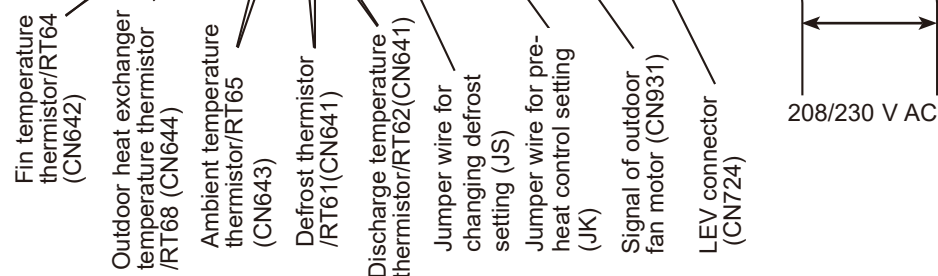 Fin temperature
thermistor/RT64
(CN642)
Outdoor heat exchanger
temperature thermistor
/RT68 (CN644)
Ambient temperature
thermistor/RT65
(CN643)
Defrost thermistor
/RT61(CN641)
Discharge temperature
thermistor/RT62(CN641)
Jumper wire for
changing defrost
setting (JS)
Jumper wire for pre-
heat control setting
(JK)
Signal of outdoor
fan motor (CN931)
LEV connector
(CN724)
208/230 V AC